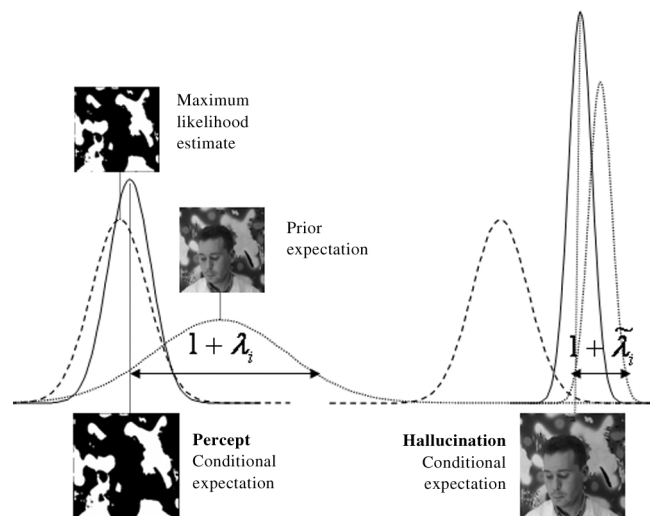 Maximum
likelihood
estimate
Prior
expectation
1 + λᵢ
1 + λ̃ᵢ
Percept
Conditional
expectation
Hallucination
Conditional
expectation